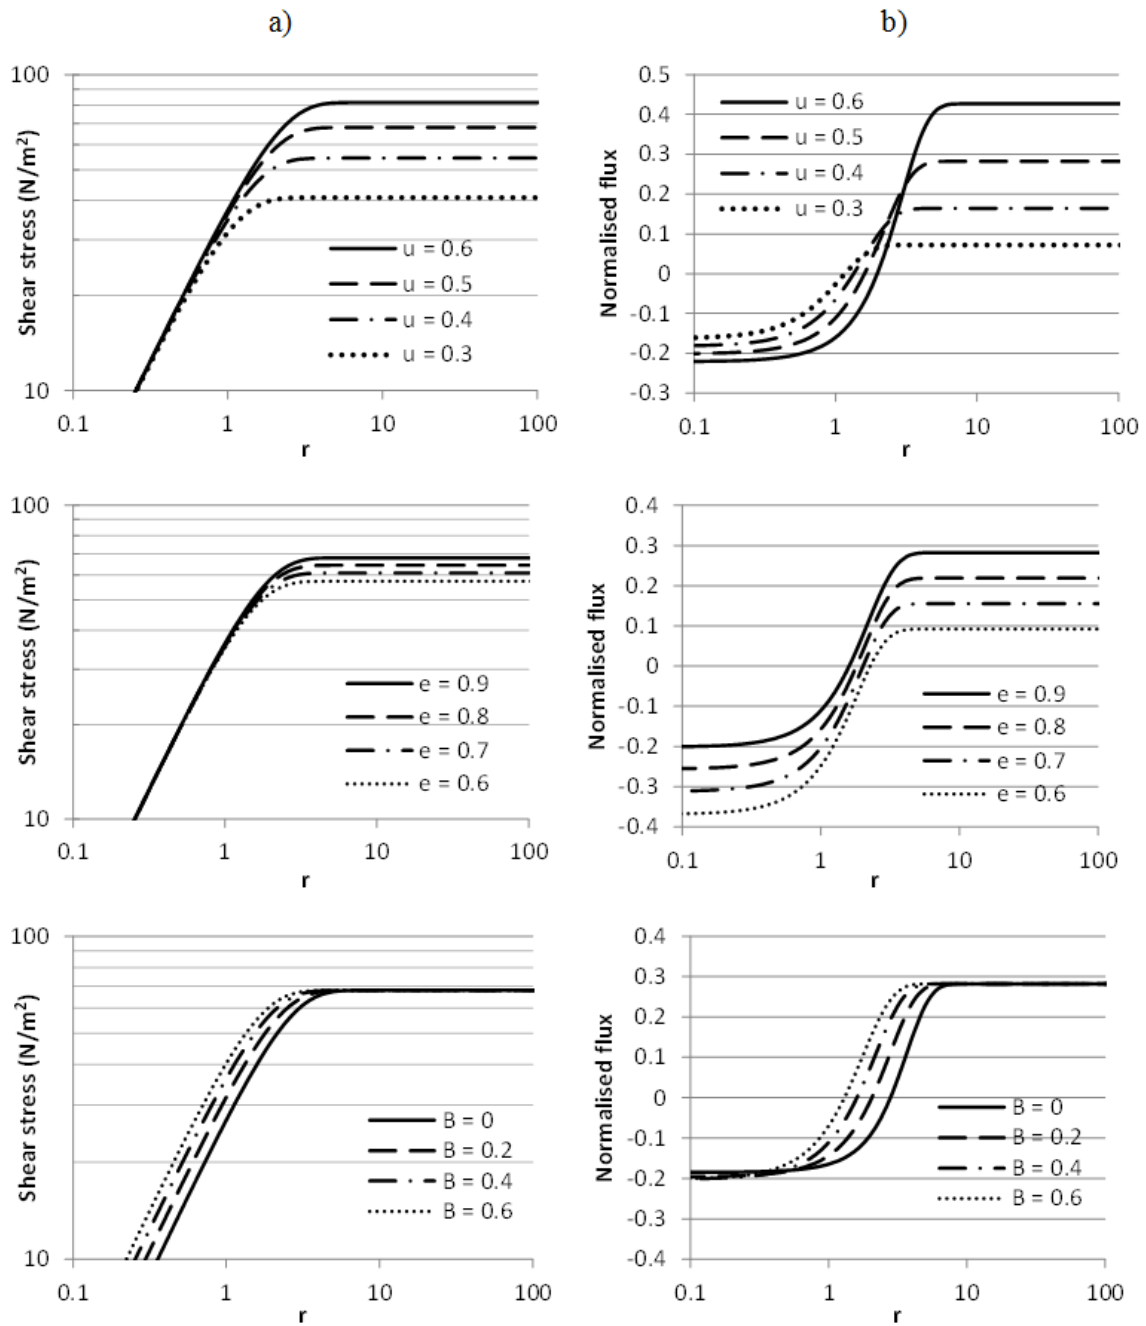 a)
b)
Shear stress (N/m²)
100
10
u = 0.6
u = 0.5
u = 0.4
u = 0.3
0.1
1
10
100
r
Normalised flux
0.5
0.4
0.3
0.2
0.1
0
-0.1
-0.2
-0.3
u = 0.6
u = 0.5
u = 0.4
u = 0.3
0.1
1
10
100
r
Shear stress (N/m²)
100
10
e = 0.9
e = 0.8
e = 0.7
e = 0.6
0.1
1
10
100
r
Normalised flux
0.4
0.3
0.2
0.1
0
-0.1
-0.2
-0.3
-0.4
e = 0.9
e = 0.8
e = 0.7
e = 0.6
0.1
1
10
100
r
Shear stress (N/m²)
100
10
B = 0
B = 0.2
B = 0.4
B = 0.6
0.1
1
10
100
r
Normalised flux
0.4
0.3
0.2
0.1
0
-0.1
-0.2
-0.3
-0.4
B = 0
B = 0.2
B = 0.4
B = 0.6
0.1
1
10
100
r